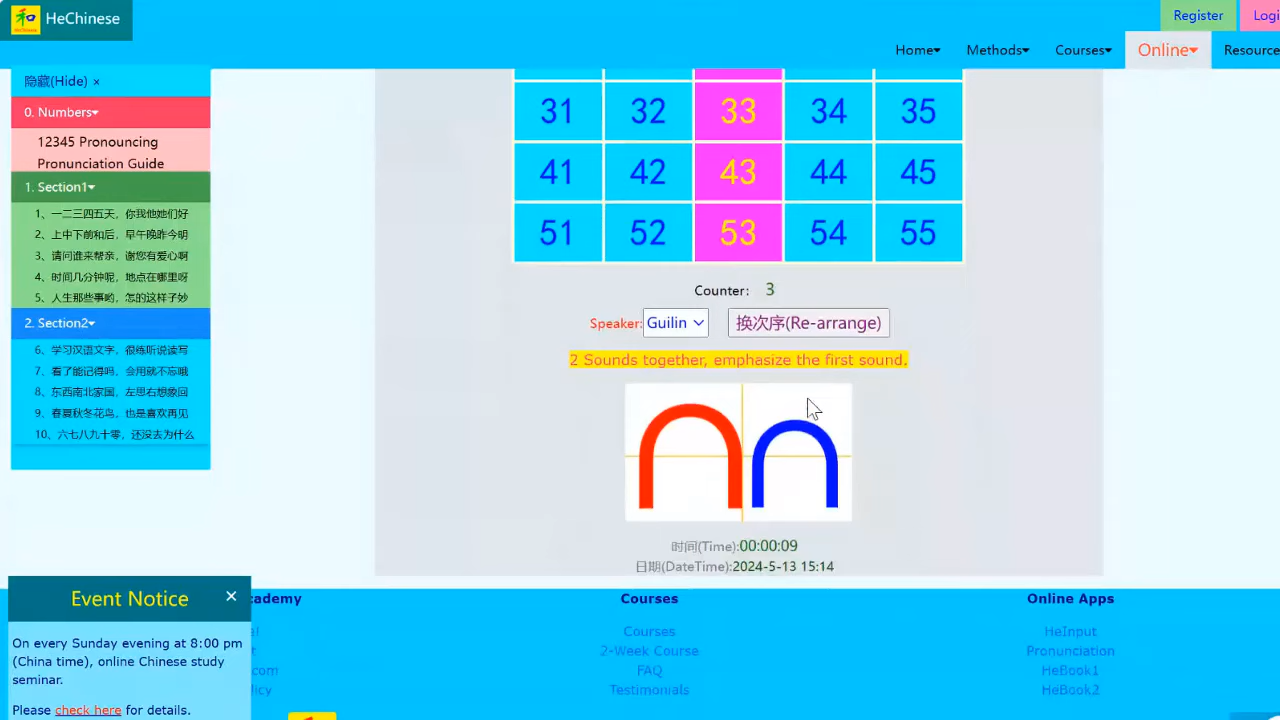 HeChinese
Register
Logi
Home▾ Methods▾ Courses▾ Online▾ Resource
隐藏(Hide) ×
0. Numbers▾
12345 Pronouncing
Pronunciation Guide
1. Section1▾
1、一二三四五天，你我他她们好
2、上中下前和后，早午晚昨今明
3、请问谁来帮亲，谢您有爱心啊
4、时间几分钟呢，地点在哪里呀
5、人生那些事哟，怎的这样子妙
2. Section2▾
6、学习汉语文字，很练听说读写
7、看了能记得吗，会用就不忘哦
8、东西南北家国，左思右想象回
9、春夏秋冬花鸟，也是喜欢再见
10、六七八九十零，还没去为什么
31 32 33 34 35
41 42 43 44 45
51 52 53 54 55
Counter: 3
Speaker: Guilin 换次序(Re-arrange)
2 Sounds together, emphasize the first sound.
时间(Time):00:00:09
日期(DateTime):2024-5-13 15:14
Event Notice ×
On every Sunday evening at 8:00 pm
(China time), online Chinese study
seminar.
Please check here for details.
cademy
com
licy
Courses
Courses
2-Week Course
FAQ
Testimonials
Online Apps
HeInput
Pronunciation
HeBook1
HeBook2